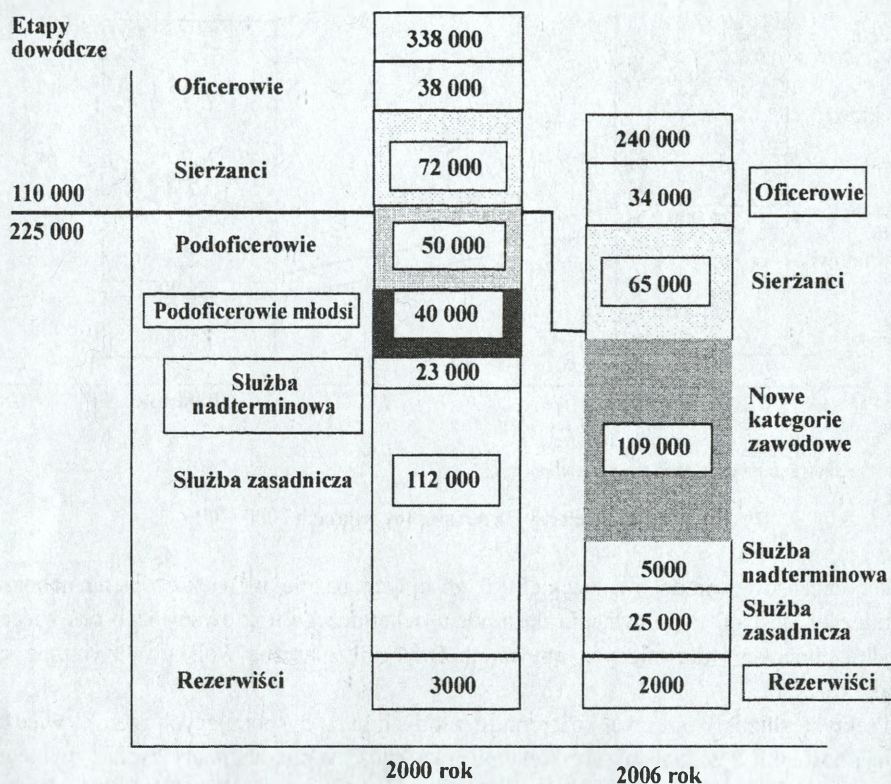 Etapy
dowódcze
338 000
Oficerowie
38 000
240 000
Sierżanci
72 000
110 000
34 000
Oficerowie
225 000
Podoficerowie
50 000
65 000
Sierżanci
Podoficerowie młodsi
40 000
Służba
nadterminowa
23 000
Nowe
kategorie
zawodowe
109 000
Służba zasadnicza
112 000
5000
Służba
nadterminowa
25 000
Służba
zasadnicza
Rezerwiści
3000
2000
Rezerwiści
2000 rok
2006 rok